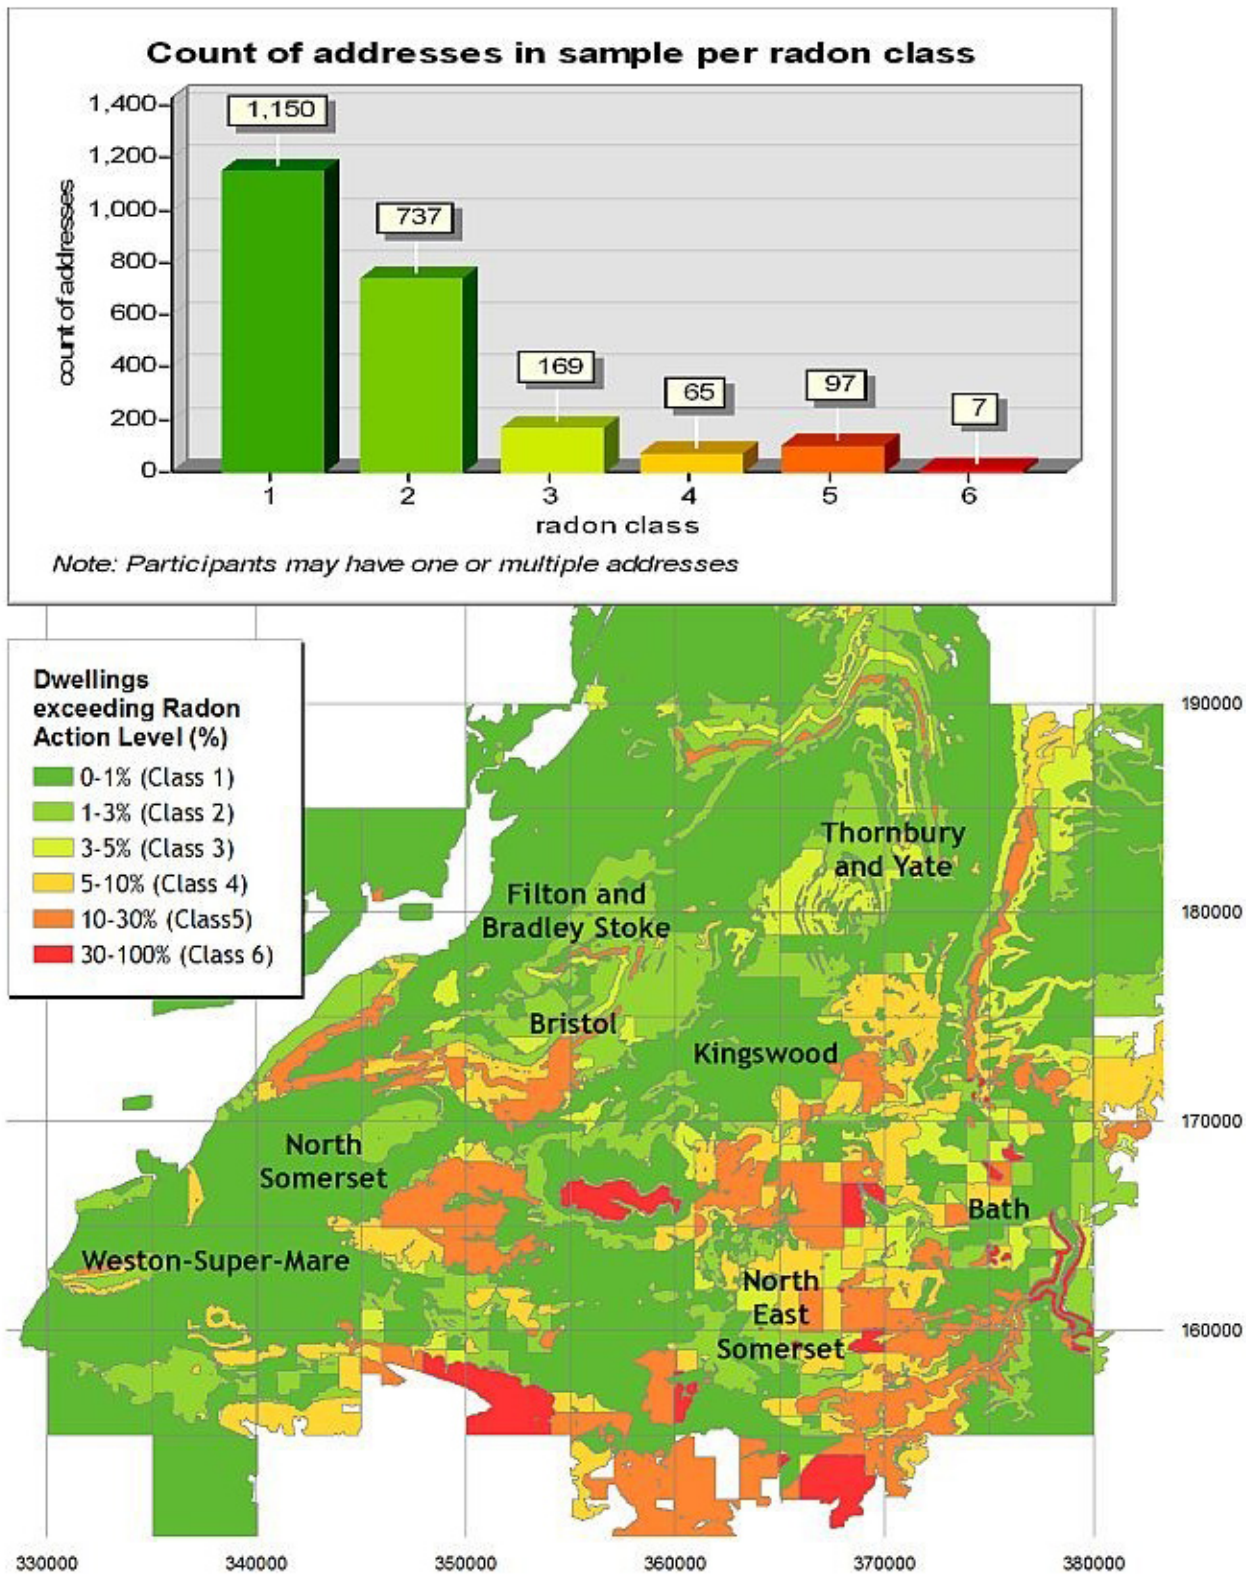 Count of addresses in sample per radon class
1,400
1,200
1,000
800
600
400
200
0
count of addresses
1,150
737
169
65
97
7
1 2 3 4 5 6
radon class
Note: Participants may have one or multiple addresses
Dwellings
exceeding Radon
Action Level (%)
0-1% (Class 1)
1-3% (Class 2)
3-5% (Class 3)
5-10% (Class 4)
10-30% (Class5)
30-100% (Class 6)
Thornbury
and Yate
Filton and
Bradley Stoke
Bristol
Kingswood
North
Somerset
Bath
Weston-Super-Mare
North
East
Somerset
190000
180000
170000
160000
330000 340000 350000 360000 370000 380000